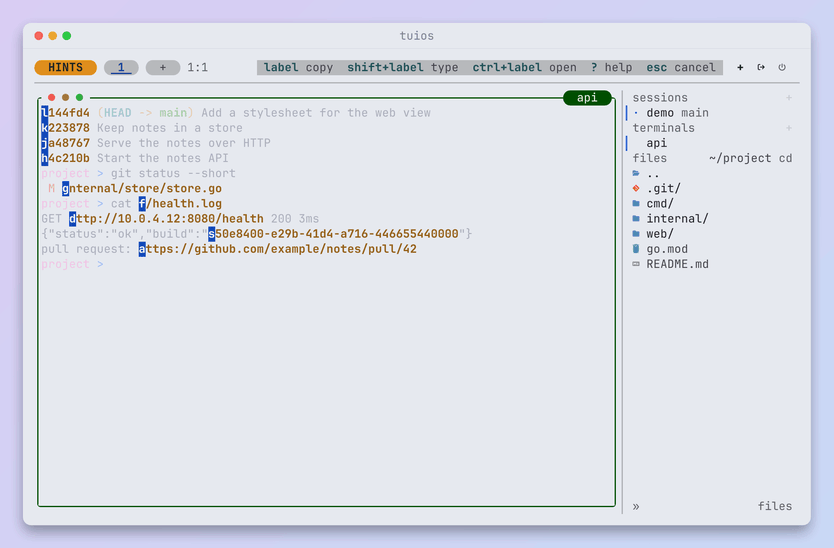 tuios
HINTS 1 + 1:1 label copy shift+label type ctrl+label open ? help esc cancel +
api
l144fd4 (HEAD -> main) Add a stylesheet for the web view
k223878 Keep notes in a store
ja48767 Serve the notes over HTTP
h4c210b Start the notes API
project > git status --short
M gnternal/store/store.go
project > cat f/health.log
GET dttp://10.0.4.12:8080/health 200 3ms
{"status":"ok","build":"s50e8400-e29b-41d4-a716-446655440000"}
pull request: attps://github.com/example/notes/pull/42
project >
sessions +
· demo main
terminals +
api
files ~/project cd
..
.git/
cmd/
internal/
web/
go.mod
README.md
» files